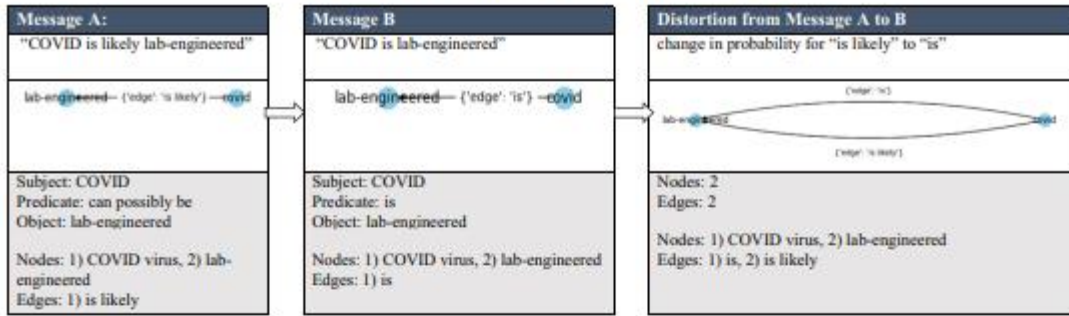 Message A:
"COVID is likely lab-engineered"
lab-engineered {'edge': 'is likely'} covid
Subject: COVID
Predicate: can possibly be
Object: lab-engineered
Nodes: 1) COVID virus, 2) lab-
engineered
Edges: 1) is likely
Message B
"COVID is lab-engineered"
lab-engineered {'edge': 'is'} covid
Subject: COVID
Predicate: is
Object: lab-engineered
Nodes: 1) COVID virus, 2) lab-engineered
Edges: 1) is
Distortion from Message A to B
change in probability for "is likely" to "is"
{'edge': 'is'}
lab-engineered covid
{'edge': 'is likely'}
Nodes: 2
Edges: 2
Nodes: 1) COVID virus, 2) lab-engineered
Edges: 1) is, 2) is likely